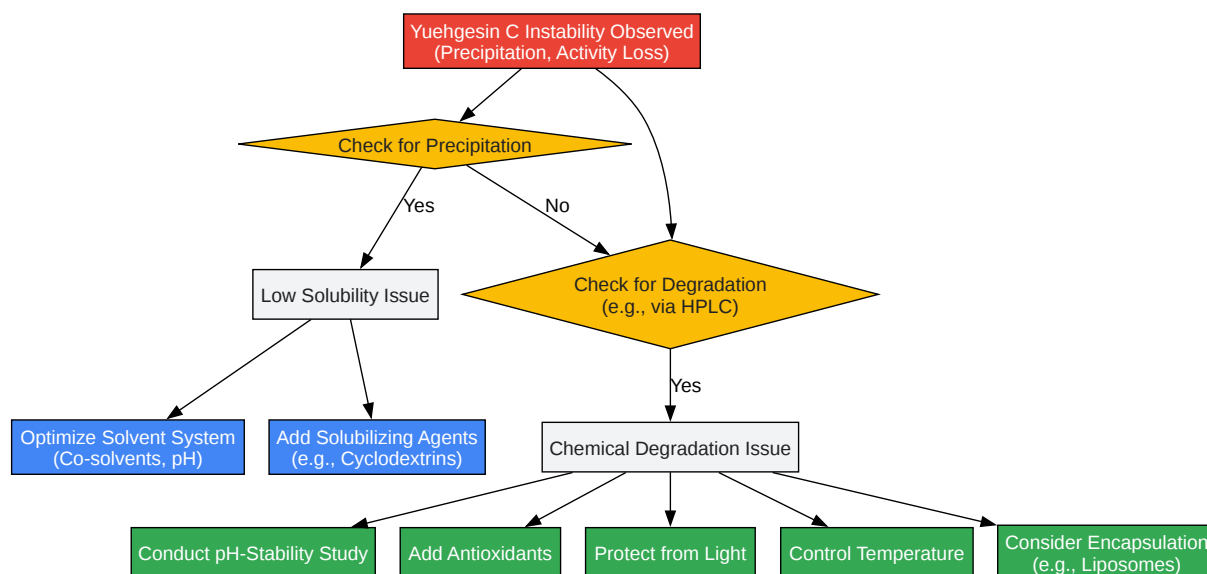 Yuehgesin C Instability Observed
(Precipitation, Activity Loss)
Check for Precipitation
Yes
No
Low Solubility Issue
Check for Degradation
(e.g., via HPLC)
Yes
Optimize Solvent System
(Co-solvents, pH)
Add Solubilizing Agents
(e.g., Cyclodextrins)
Chemical Degradation Issue
Conduct pH-Stability Study
Add Antioxidants
Protect from Light
Control Temperature
Consider Encapsulation
(e.g., Liposomes)